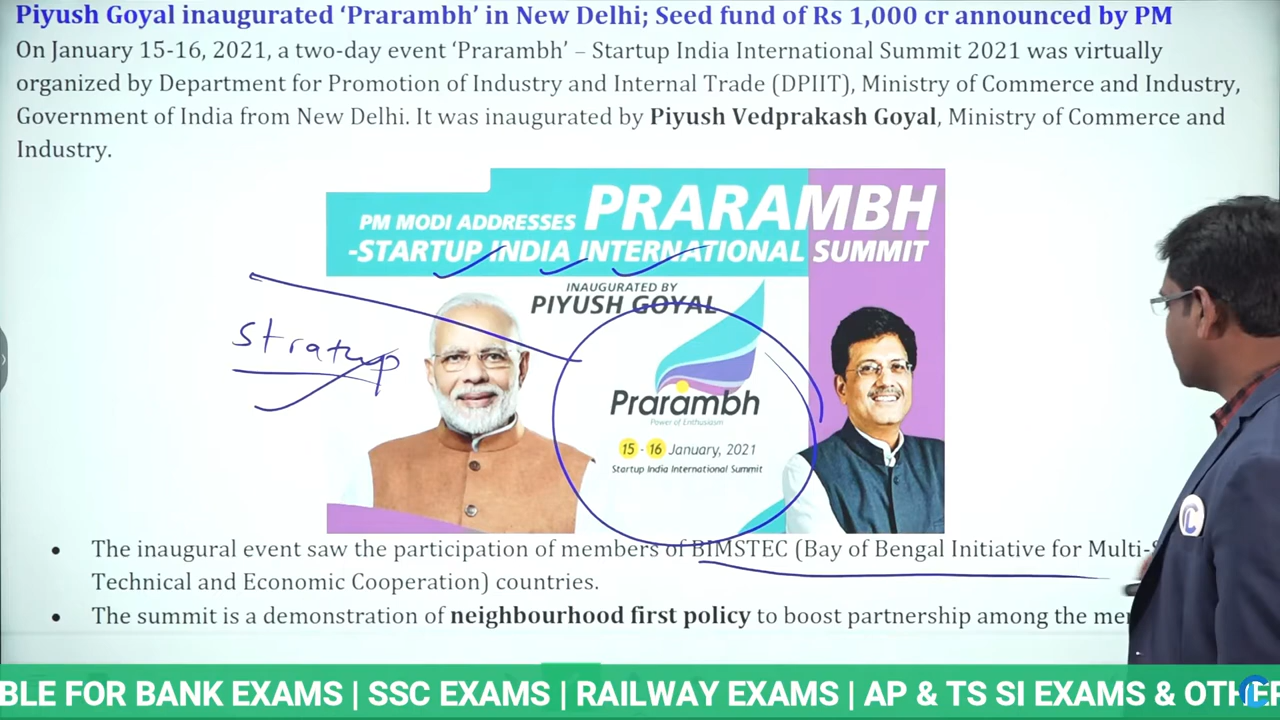 Piyush Goyal inaugurated ‘Prarambh’ in New Delhi; Seed fund of Rs 1,000 cr announced by PM
On January 15-16, 2021, a two-day event ‘Prarambh’ – Startup India International Summit 2021 was virtually
organized by Department for Promotion of Industry and Internal Trade (DPIIT), Ministry of Commerce and Industry,
Government of India from New Delhi. It was inaugurated by Piyush Vedprakash Goyal, Ministry of Commerce and
Industry.
PM MODI ADDRESSES PRARAMBH
-STARTUP INDIA INTERNATIONAL SUMMIT
INAUGURATED BY
PIYUSH GOYAL
stratup
Prarambh
Power of Enthusiasm
15 - 16 January, 2021
Startup India International Summit
• The inaugural event saw the participation of members of BIMSTEC (Bay of Bengal Initiative for Multi-
Technical and Economic Cooperation) countries.
• The summit is a demonstration of neighbourhood first policy to boost partnership among the
BLE FOR BANK EXAMS | SSC EXAMS | RAILWAY EXAMS | AP & TS SI EXAMS & OTHER